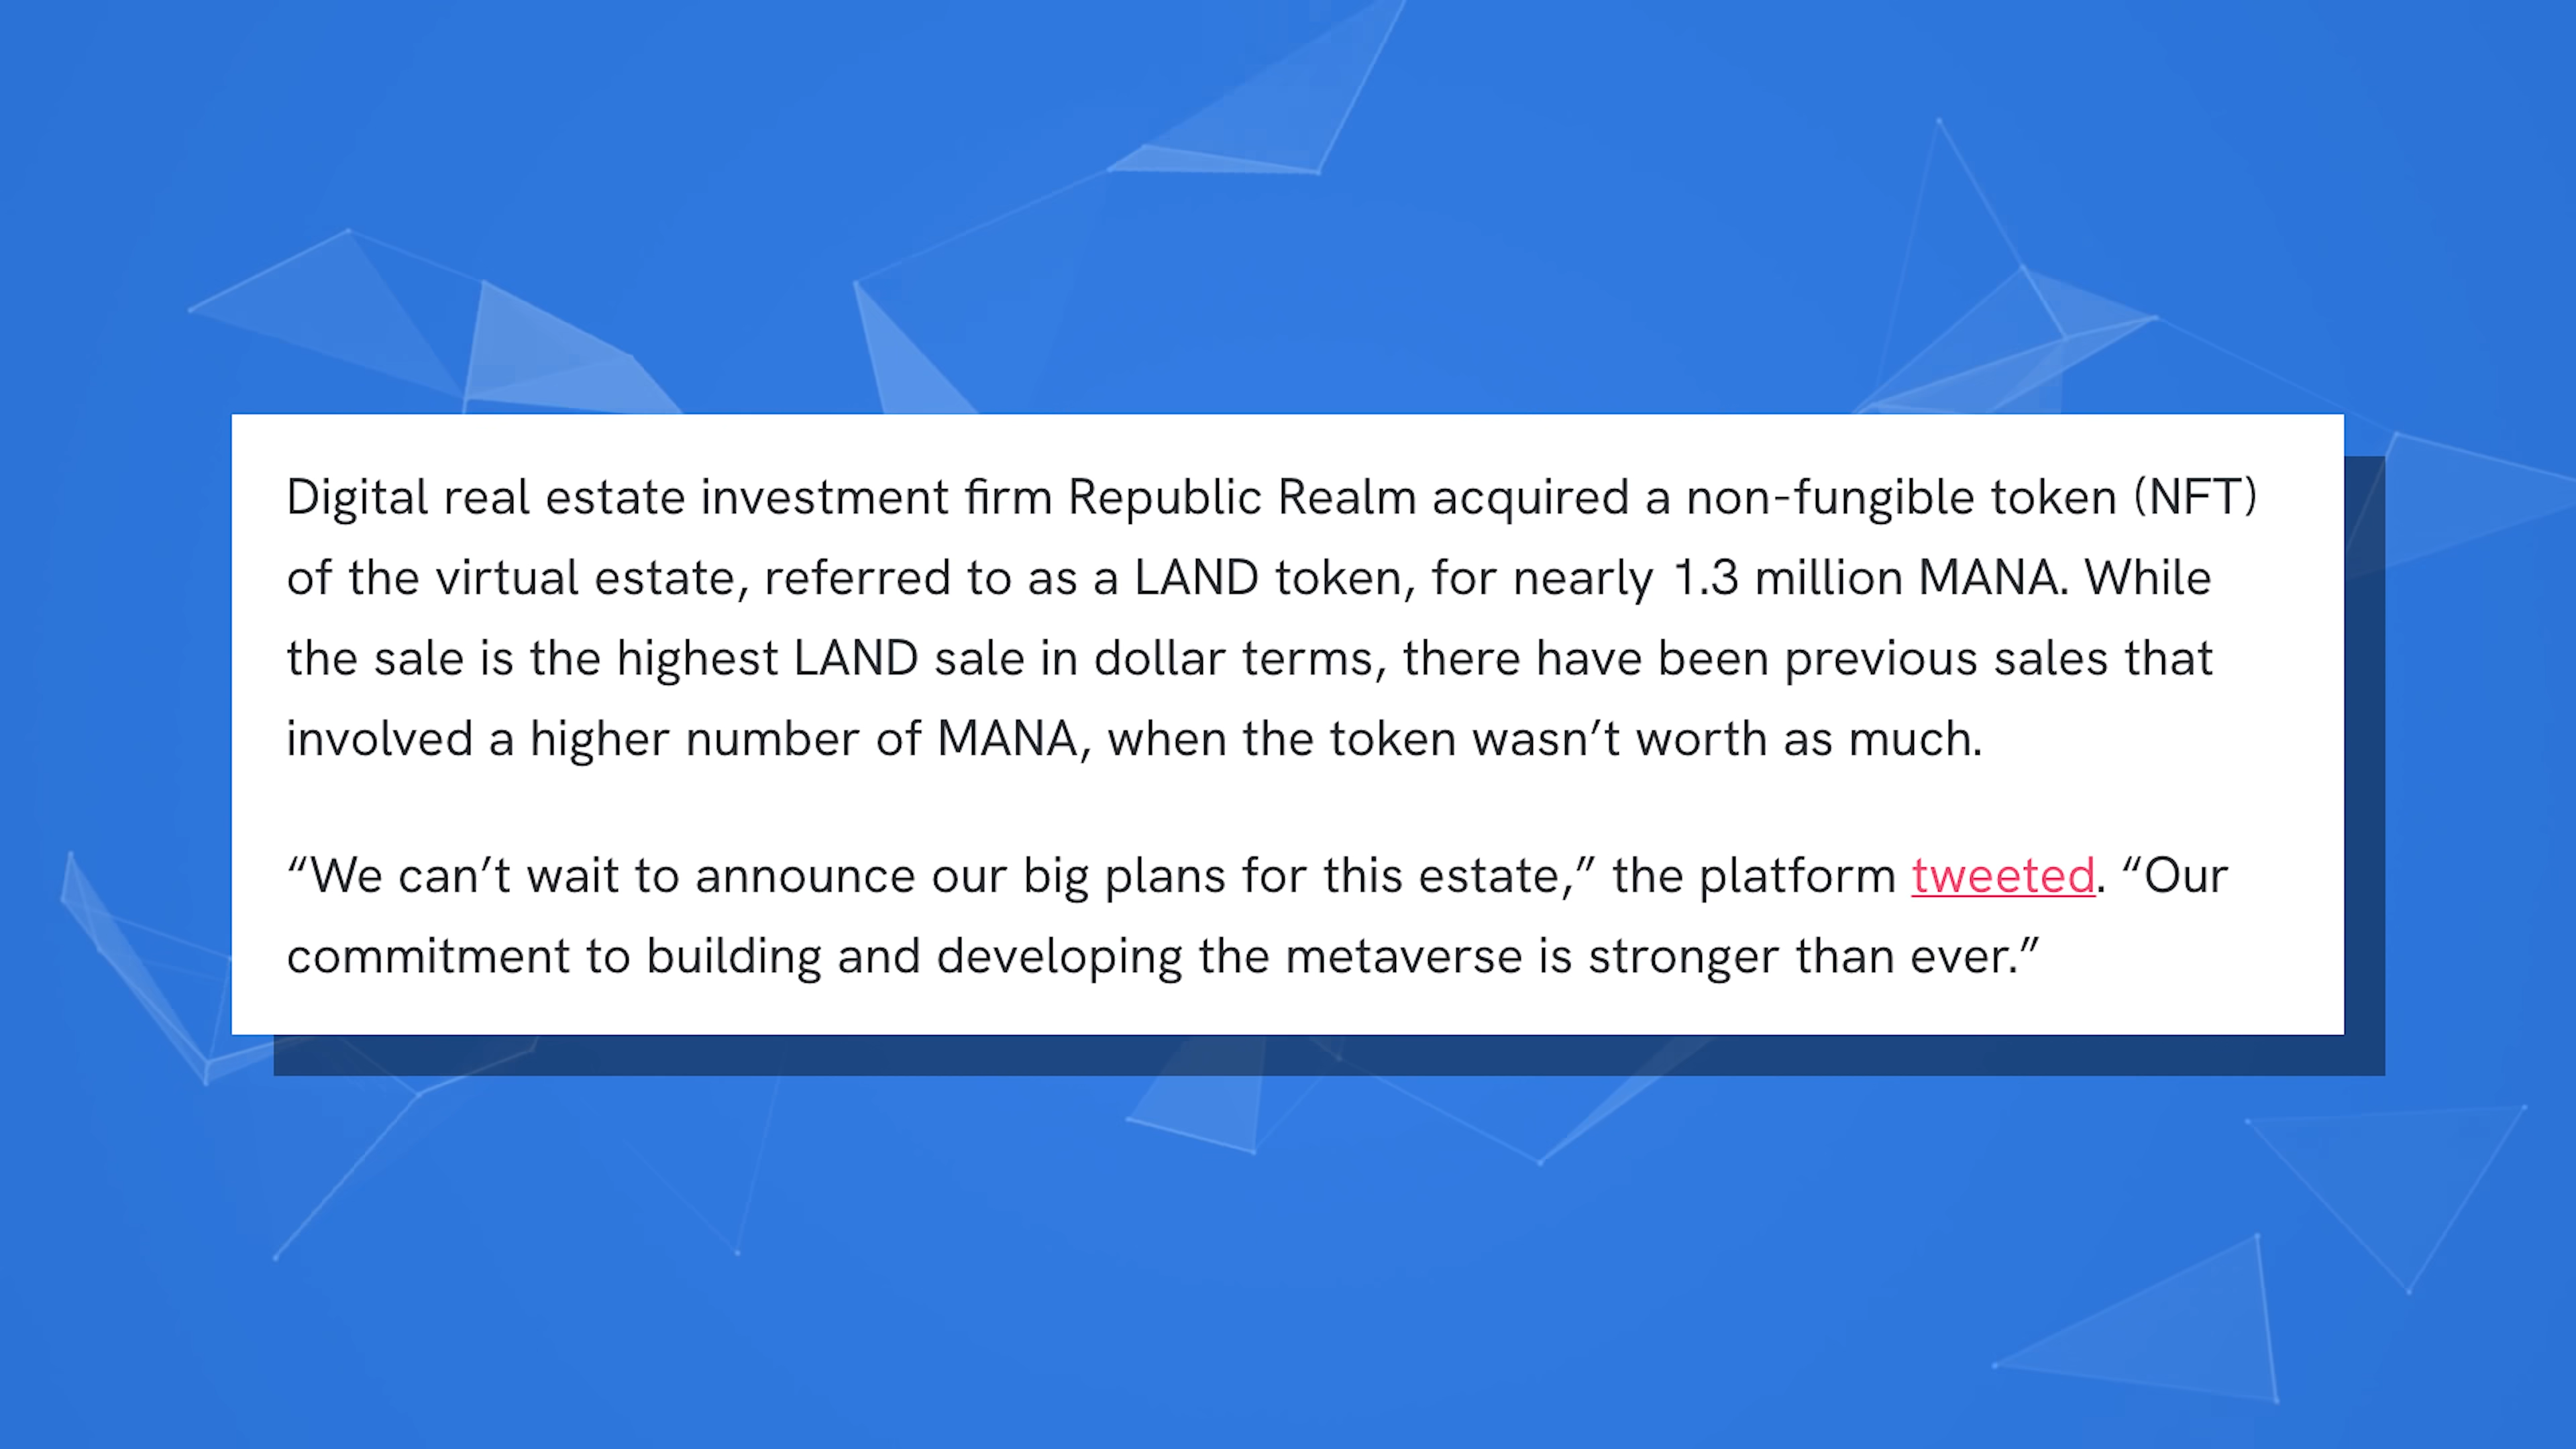 Digital real estate investment firm Republic Realm acquired a non-fungible token (NFT)
of the virtual estate, referred to as a LAND token, for nearly 1.3 million MANA. While
the sale is the highest LAND sale in dollar terms, there have been previous sales that
involved a higher number of MANA, when the token wasn’t worth as much.
“We can’t wait to announce our big plans for this estate,” the platform tweeted. “Our
commitment to building and developing the metaverse is stronger than ever.”